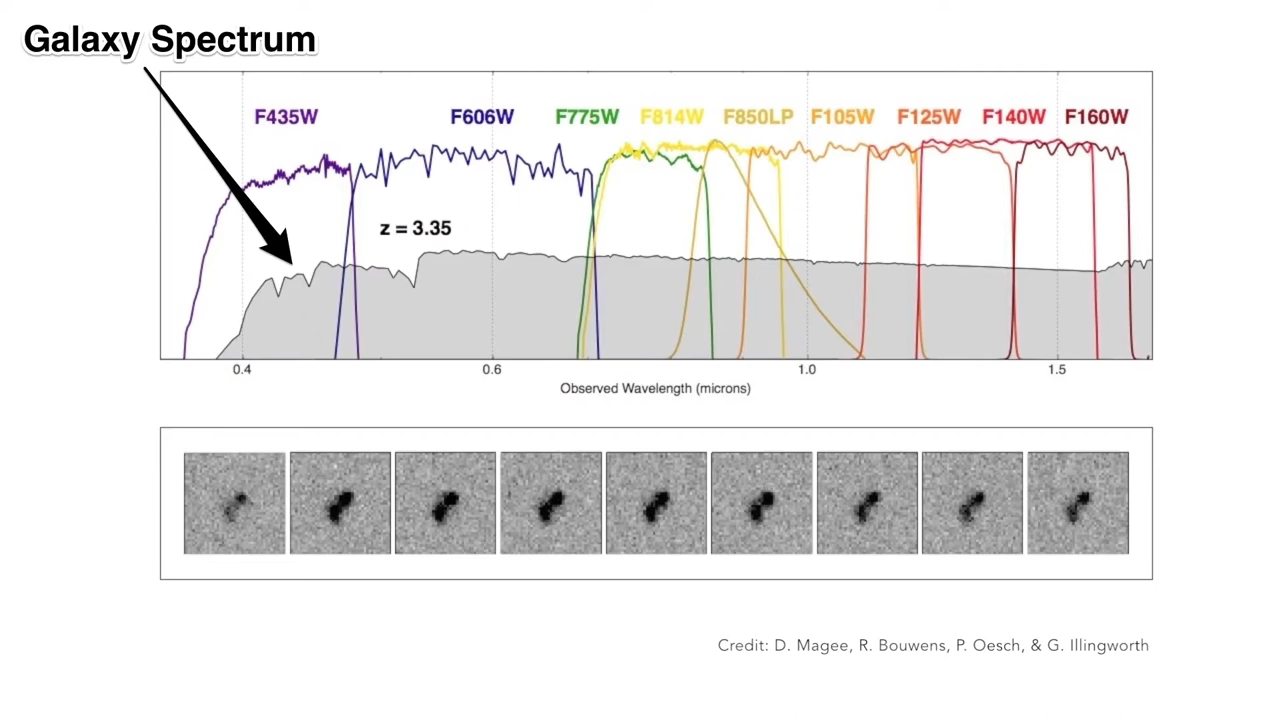 Galaxy Spectrum
F435W F606W F775W F814W F850LP F105W F125W F140W F160W
z = 3.35
0.4 0.6 1.0 1.5
Observed Wavelength (microns)
Credit: D. Magee, R. Bouwens, P. Oesch, & G. Illingworth